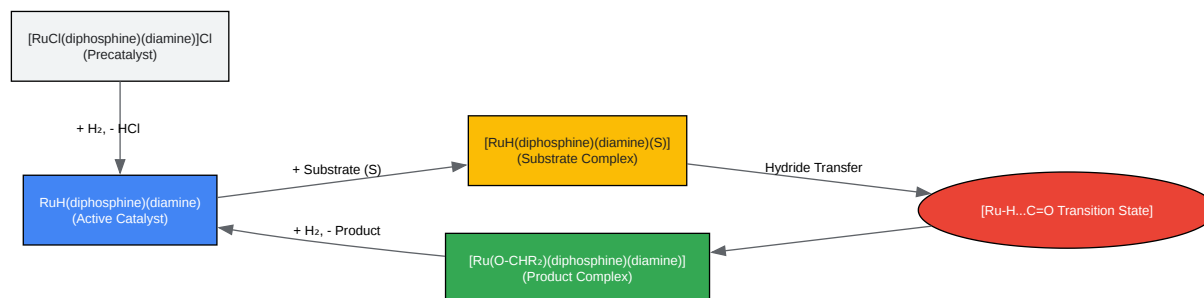 [RuCl(diphosphine)(diamine)]Cl
(Precatalyst)
+ H₂, - HCl
RuH(diphosphine)(diamine)
(Active Catalyst)
+ Substrate (S)
[RuH(diphosphine)(diamine)(S)]
(Substrate Complex)
Hydride Transfer
[Ru-H...C=O Transition State]
[Ru(O-CHR₂)(diphosphine)(diamine)]
(Product Complex)
+ H₂, - Product